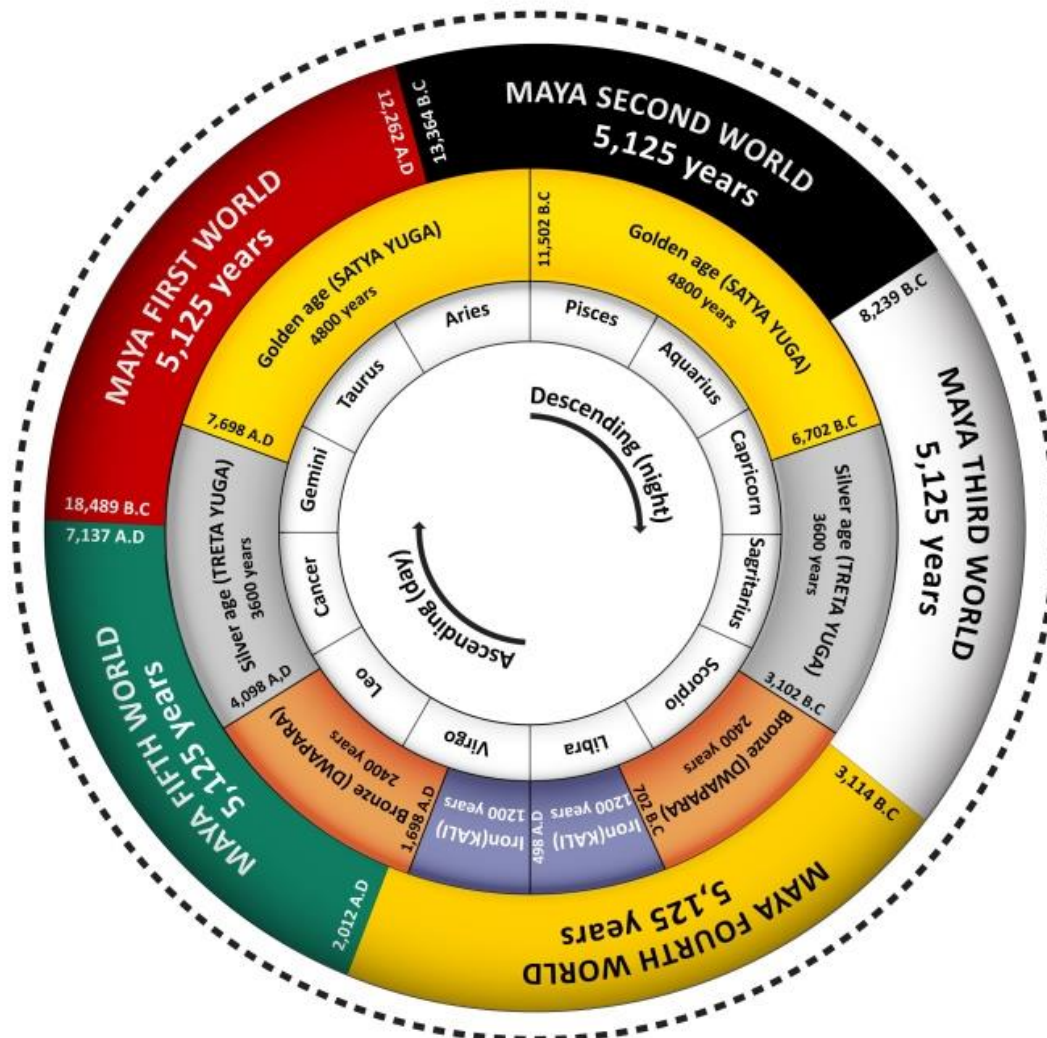 MAYA FIRST WORLD
5,125 years
12,262 A.D
18,489 B.C
MAYA SECOND WORLD
5,125 years
13,364 B.C
MAYA THIRD WORLD
5,125 years
8,239 B.C
MAYA FOURTH WORLD
5,125 years
3,114 B.C
MAYA FIFTH WORLD
5,125 years
2,012 A.D
7,137 A.D
Golden age (SATYA YUGA)
4800 years
11,502 B.C
Golden age (SATYA YUGA)
4800 years
6,702 B.C
Silver age (TRETA YUGA)
3600 years
3,102 B.C
Bronze (DWAPARA)
2400 years
702 B.C
Iron(KALI)
1200 years
498 A.D
Iron(KALI)
1200 years
1,698 A.D
Bronze (DWAPARA)
2400 years
4,098 A,D
Silver age (TRETA YUGA)
3600 years
7,698 A.D
Aries
Pisces
Aquarius
Capricorn
Sagritarius
Scorpio
Libra
Virgo
Leo
Cancer
Gemini
Taurus
Descending (night)
Ascending (day)